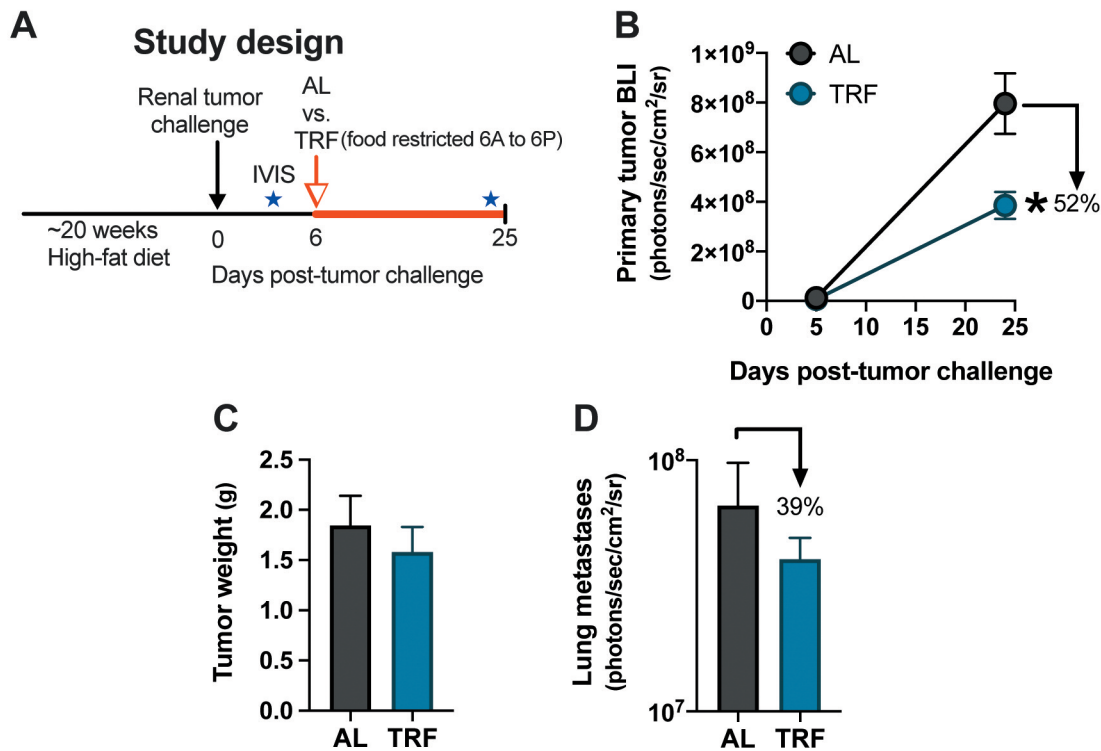 A
Study design
Renal tumor
challenge
AL
vs.
TRF (food restricted 6A to 6P)
IVIS
~20 weeks
High-fat diet
0
6
25
Days post-tumor challenge
B
AL
TRF
Primary tumor BLI
(photons/sec/cm²/sr)
1×10⁹
8×10⁸
6×10⁸
4×10⁸
2×10⁸
0
* 52%
0 5 10 15 20 25
Days post-tumor challenge
C
Tumor weight (g)
2.5
2.0
1.5
1.0
0.5
0.0
AL TRF
D
Lung metastases
(photons/sec/cm²/sr)
10⁸
10⁷
39%
AL TRF